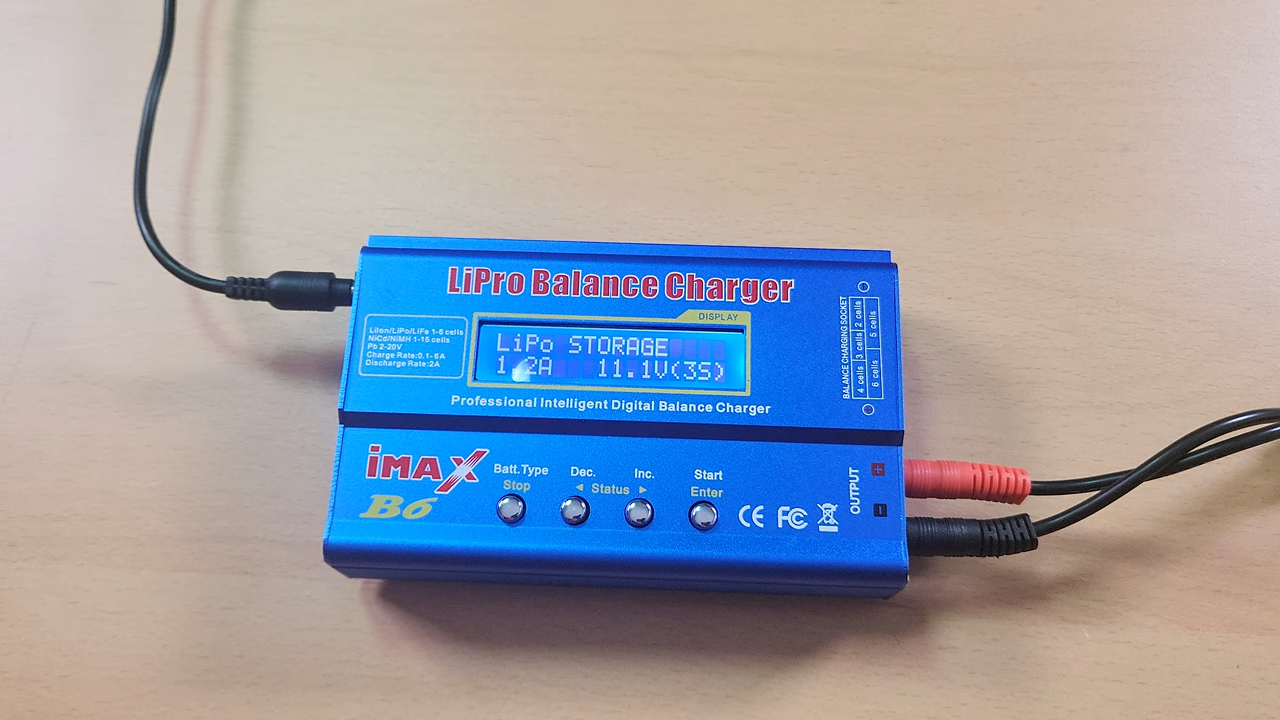 LiPro Balance Charger
DISPLAY
LiIon/LiPo/LiFe 1-6 cells
NiCd/NiMH 1-15 cells
Pb 2-20V
Charge Rate:0.1-6A
Discharge Rate:2A
LiPo STORAGE
1.2A 11.1V(3S)
BALANCE CHARGING SOCKET
4 cells 3 cells 2 cells
6 cells 5 cells
Professional Intelligent Digital Balance Charger
iMAX
B6
Batt.Type Dec. Inc. Start
Stop ◄ Status ► Enter
CE FC
OUTPUT
+
-